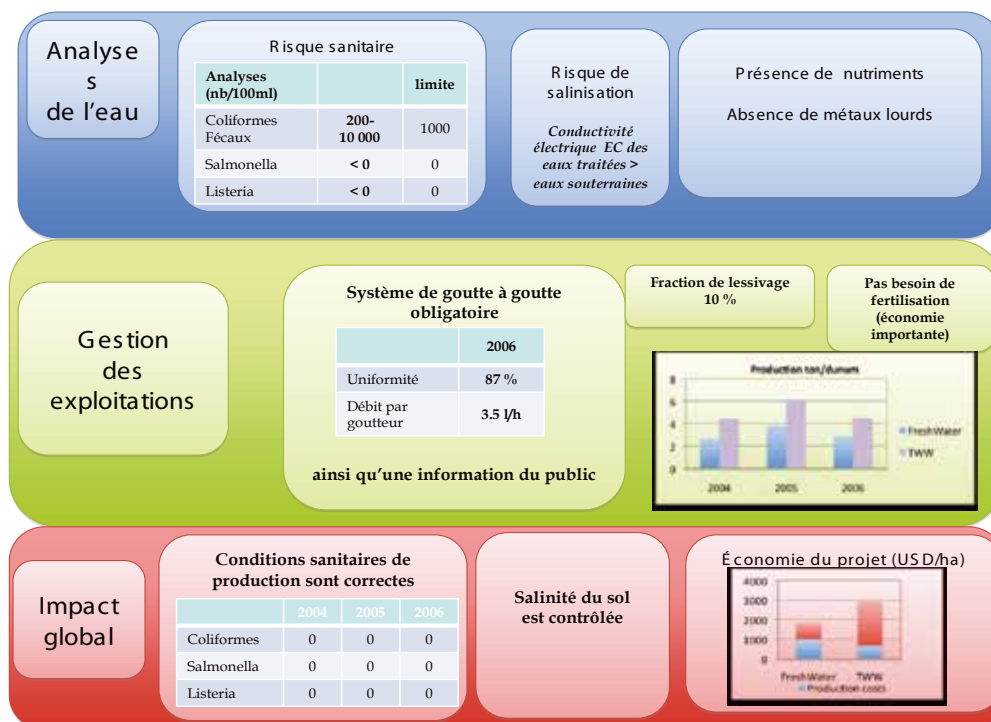 Analyse
s
de l'eau
Risque sanitaire
Analyses (nb/100ml) limite
Coliformes Fécaux 200-10 000 1000
Salmonella < 0 0
Listeria < 0 0
Risque de
salinisation
Conductivité
électrique EC des
eaux traitées >
eaux souterraines
Présence de nutriments
Absence de métaux lourds
Gestion
des
exploitations
Système de goutte à goutte
obligatoire
2006
Uniformité 87 %
Débit par goutteur 3.5 l/h
ainsi qu'une information du public
Fraction de lessivage
10 %
Pas besoin de
fertilisation
(économie
importante)
Production ton/dunum
8
6
4
2
0
2004 2005 2006
FreshWater
TWW
Impact
global
Conditions sanitaires de
production sont correctes
2004 2005 2006
Coliformes 0 0 0
Salmonella 0 0 0
Listeria 0 0 0
Salinité du sol
est contrôlée
Économie du projet (USD/ha)
4000
3000
2000
1000
0
FreshWater TWW
Production costs